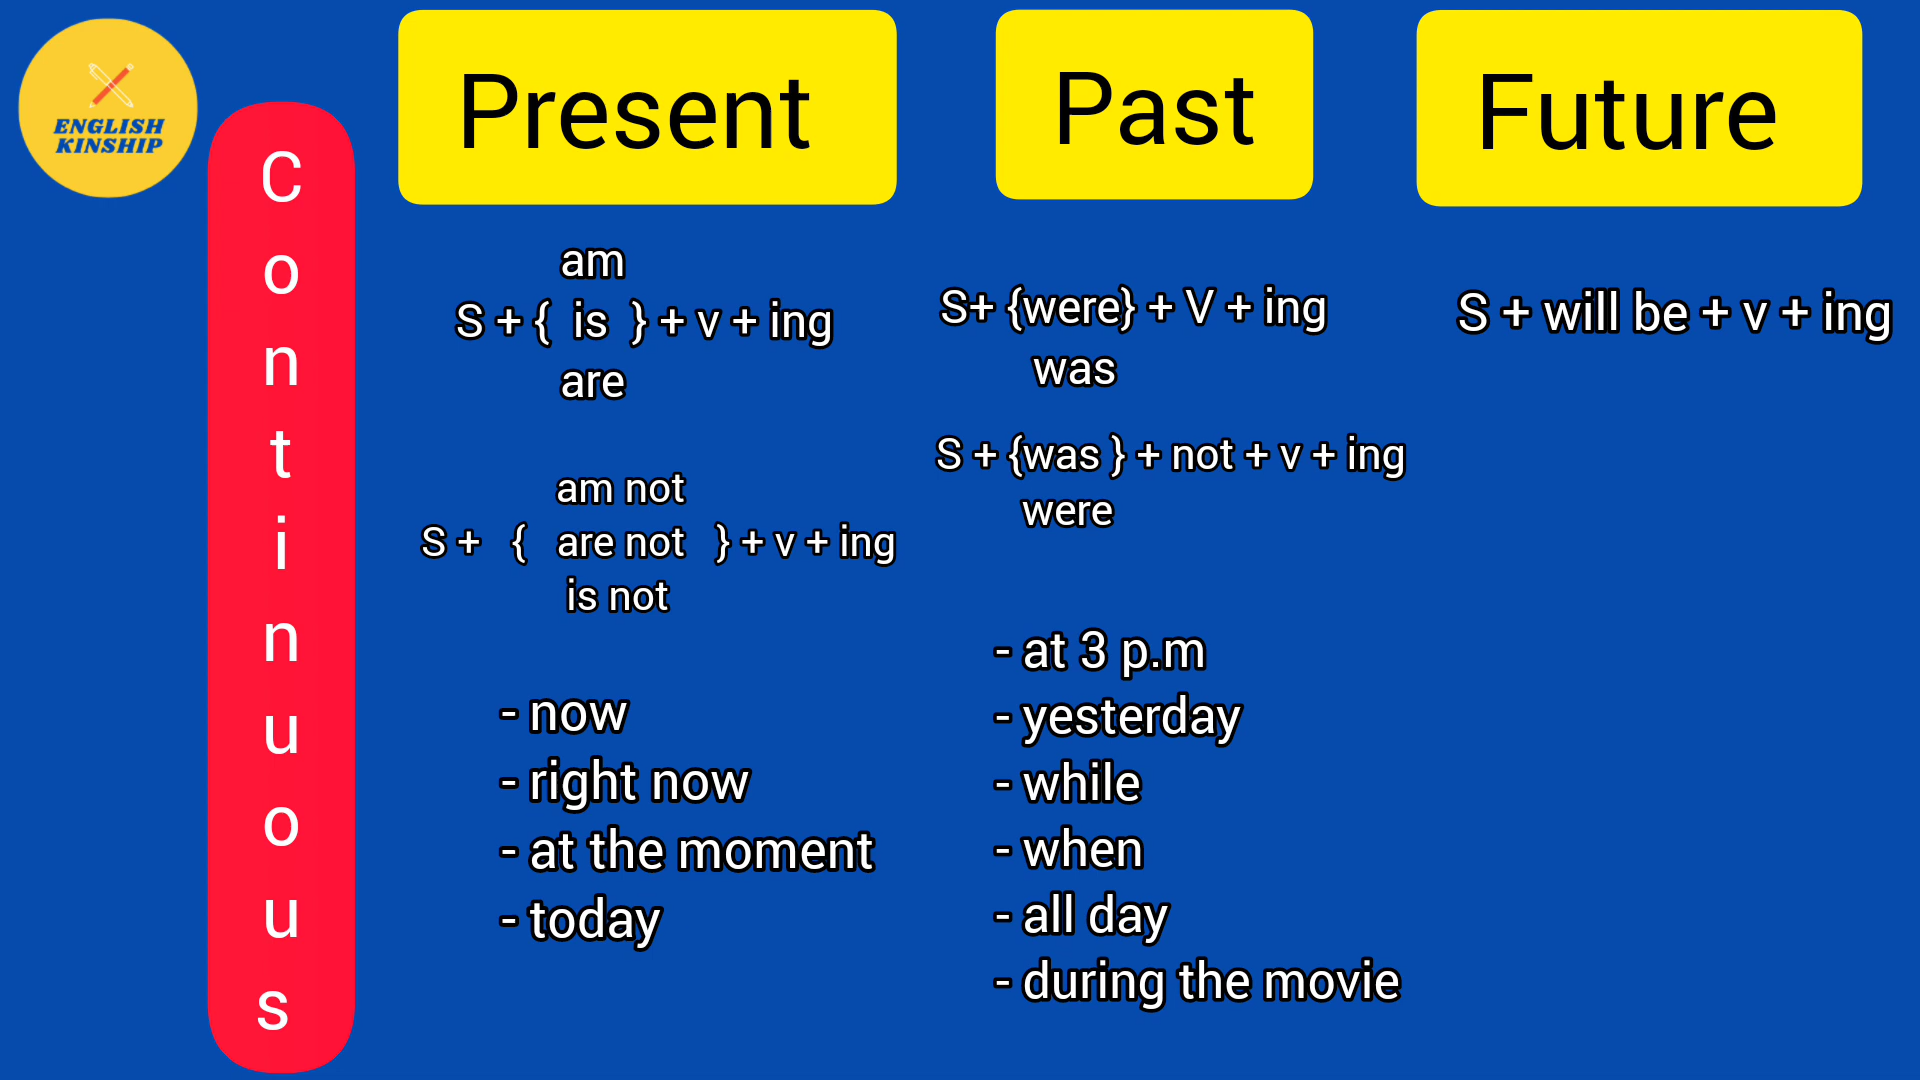 ENGLISH
KINSHIP
Continuous
Present
am
S + { is } + v + ing
are
am not
S + { are not } + v + ing
is not
- now
- right now
- at the moment
- today
Past
S+ {were} + V + ing
was
S + {was } + not + v + ing
were
- at 3 p.m
- yesterday
- while
- when
- all day
- during the movie
Future
S + will be + v + ing